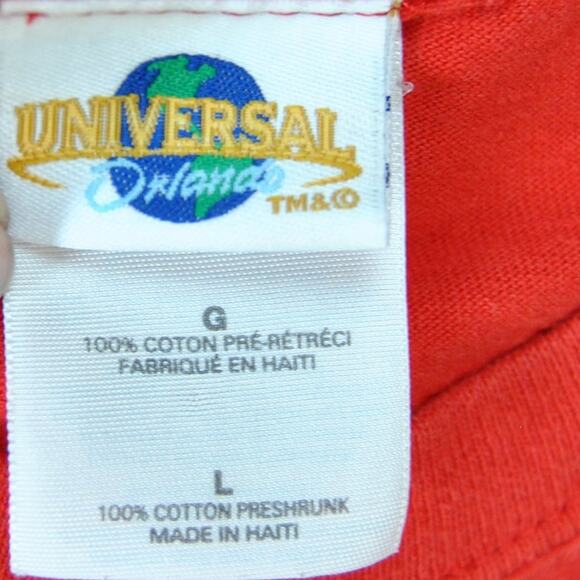 UNIVERSAL
Orlando
TM&©
G
100% COTON PRÉ-RÉTRÉCI
FABRIQUÉ EN HAITI
L
100% COTTON PRESHRUNK
MADE IN HAITI